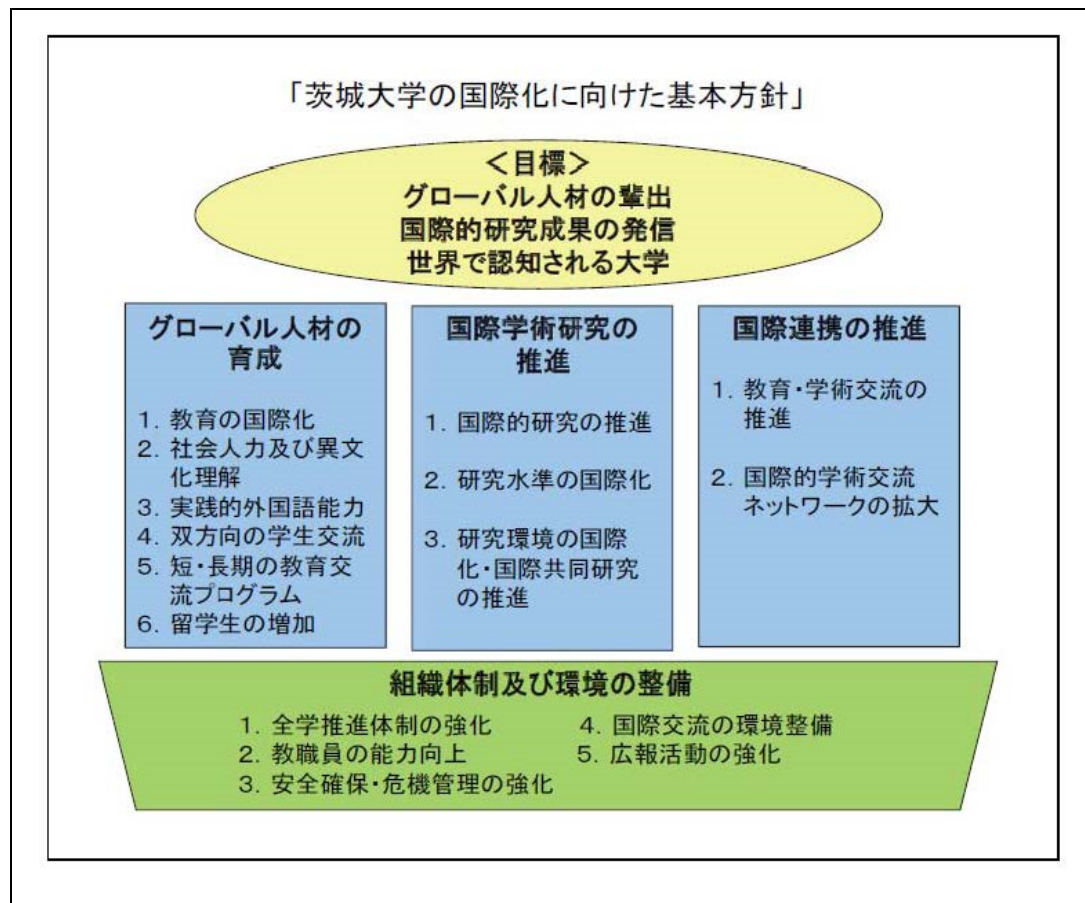 「茨城大学の国際化に向けた基本方針」
＜目標＞
グローバル人材の輩出
国際的研究成果の発信
世界で認知される大学
グローバル人材の
育成
1. 教育の国際化
2. 社会人力及び異文
化理解
3. 実践的外国語能力
4. 双方向の学生交流
5. 短・長期の教育交
流プログラム
6. 留学生の増加
国際学術研究の
推進
1. 国際的研究の推進
2. 研究水準の国際化
3. 研究環境の国際
化・国際共同研究
の推進
国際連携の推進
1. 教育・学術交流の
推進
2. 国際的学術交流
ネットワークの拡大
組織体制及び環境の整備
1. 全学推進体制の強化
2. 教職員の能力向上
3. 安全確保・危機管理の強化
4. 国際交流の環境整備
5. 広報活動の強化